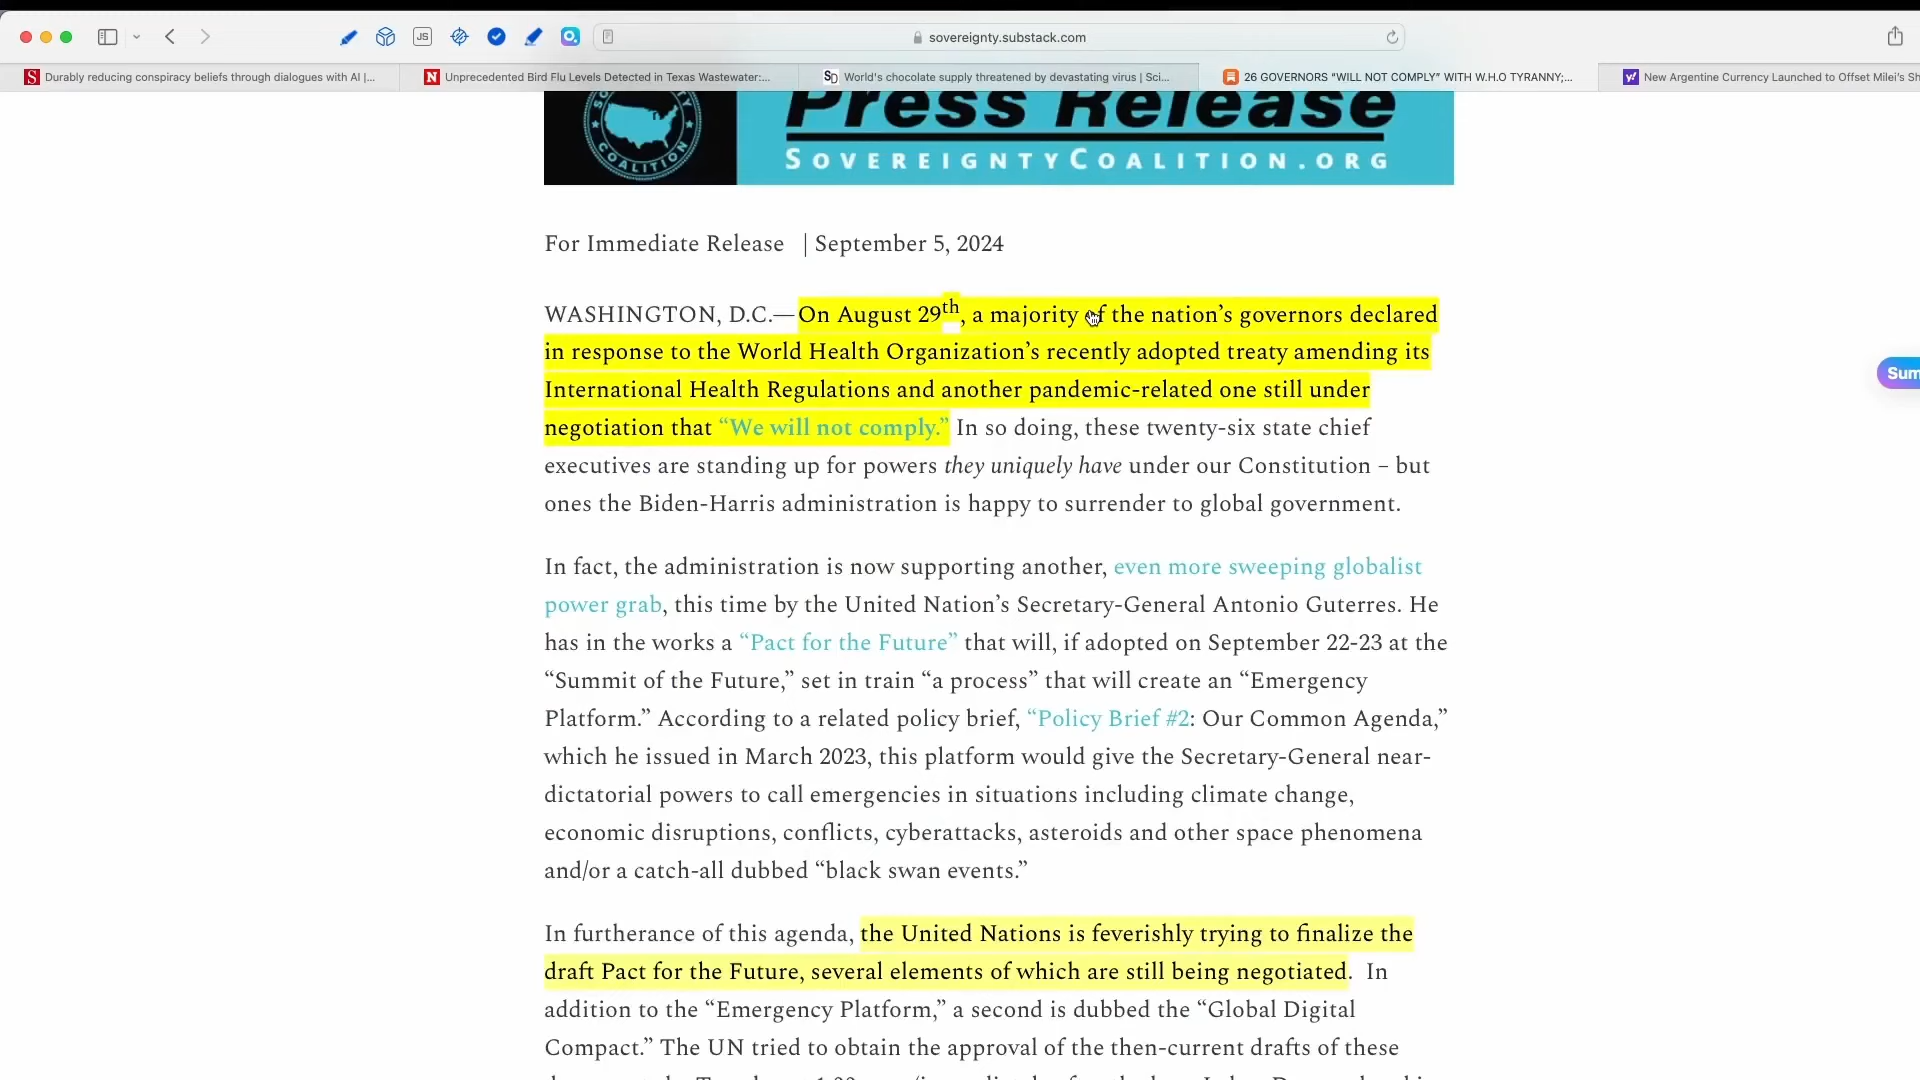 JS
sovereignty.substack.com
S Durably reducing conspiracy beliefs through dialogues with AI |...
N Unprecedented Bird Flu Levels Detected in Texas Wastewater:...
SD World's chocolate supply threatened by devastating virus | Sci...
26 GOVERNORS “WILL NOT COMPLY” WITH W.H.O TYRANNY;...
y! New Argentine Currency Launched to Offset Milei's Sh
Press Release
SOVEREIGNTYCOALITION.ORG
COALITION
For Immediate Release | September 5, 2024
WASHINGTON, D.C.—On August 29th, a majority of the nation’s governors declared
in response to the World Health Organization’s recently adopted treaty amending its
International Health Regulations and another pandemic-related one still under
negotiation that “We will not comply.” In so doing, these twenty-six state chief
executives are standing up for powers they uniquely have under our Constitution – but
ones the Biden-Harris administration is happy to surrender to global government.
Sum
In fact, the administration is now supporting another, even more sweeping globalist
power grab, this time by the United Nation’s Secretary-General Antonio Guterres. He
has in the works a “Pact for the Future” that will, if adopted on September 22-23 at the
“Summit of the Future,” set in train “a process” that will create an “Emergency
Platform.” According to a related policy brief, “Policy Brief #2: Our Common Agenda,”
which he issued in March 2023, this platform would give the Secretary-General near-
dictatorial powers to call emergencies in situations including climate change,
economic disruptions, conflicts, cyberattacks, asteroids and other space phenomena
and/or a catch-all dubbed “black swan events.”
In furtherance of this agenda, the United Nations is feverishly trying to finalize the
draft Pact for the Future, several elements of which are still being negotiated. In
addition to the “Emergency Platform,” a second is dubbed the “Global Digital
Compact.” The UN tried to obtain the approval of the then-current drafts of these